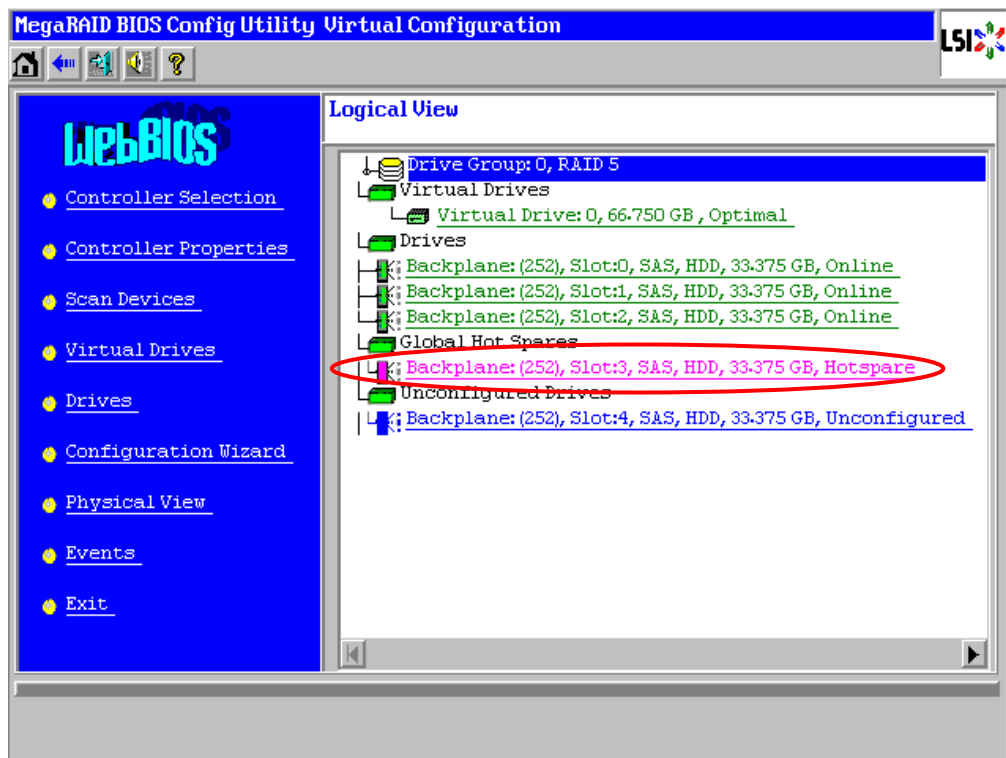 MegaRAID BIOS Config Utility Virtual Configuration
LSI
?
WebBIOS
Controller Selection
Controller Properties
Scan Devices
Virtual Drives
Drives
Configuration Wizard
Physical View
Events
Exit
Logical View
Drive Group: 0, RAID 5
Virtual Drives
Virtual Drive: 0, 66.750 GB , Optimal
Drives
Backplane: (252), Slot:0, SAS, HDD, 33.375 GB, Online
Backplane: (252), Slot:1, SAS, HDD, 33.375 GB, Online
Backplane: (252), Slot:2, SAS, HDD, 33.375 GB, Online
Global Hot Spares
Backplane: (252), Slot:3, SAS, HDD, 33.375 GB, Hotspare
Unconfigured Drives
Backplane: (252), Slot:4, SAS, HDD, 33.375 GB, Unconfigured